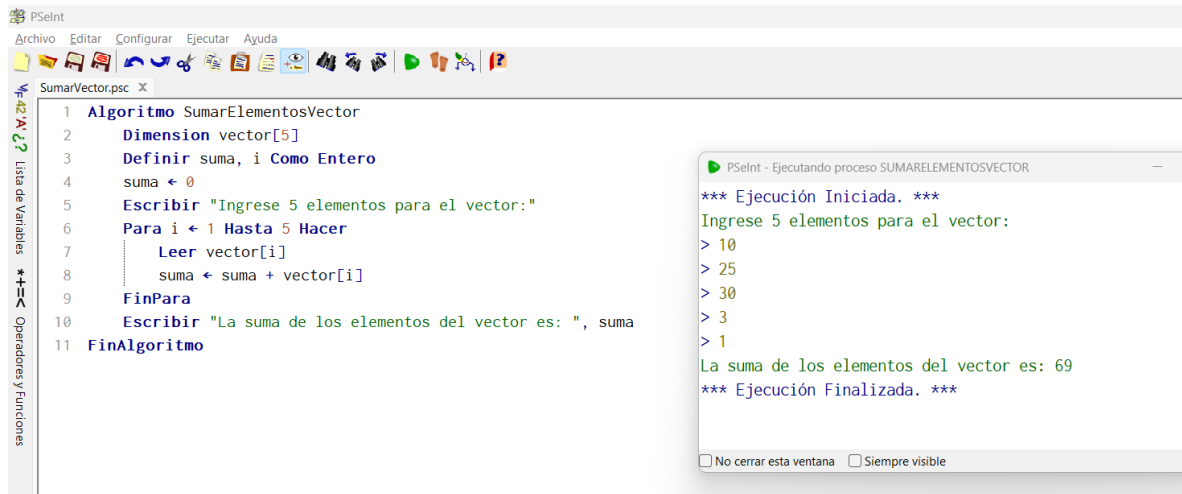 PSeInt
Archivo Editar Configurar Ejecutar Ayuda
SumarVector.psc X
1 Algoritmo SumarElementosVector
2 Dimension vector[5]
3 Definir suma, i Como Entero
4 suma ← 0
5 Escribir "Ingrese 5 elementos para el vector:"
6 Para i ← 1 Hasta 5 Hacer
7 Leer vector[i]
8 suma ← suma + vector[i]
9 FinPara
10 Escribir "La suma de los elementos del vector es: ", suma
11 FinAlgoritmo
42 'A' ¿? Lista de Variables
*+=< Operadores y Funciones
PSeInt - Ejecutando proceso SUMARELEMENTOSVECTOR
*** Ejecución Iniciada. ***
Ingrese 5 elementos para el vector:
> 10
> 25
> 30
> 3
> 1
La suma de los elementos del vector es: 69
*** Ejecución Finalizada. ***
No cerrar esta ventana Siempre visible